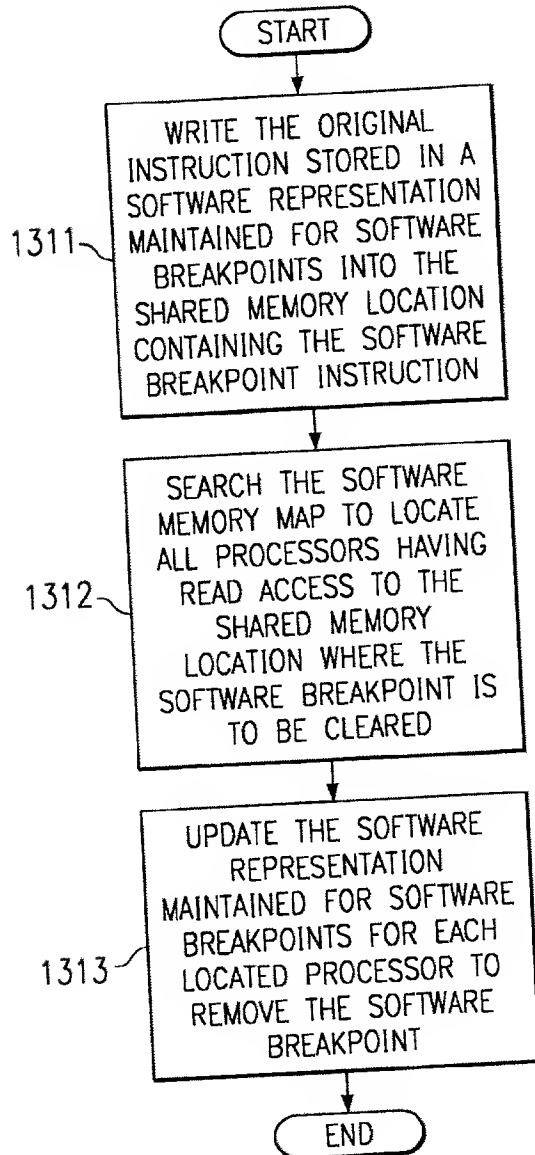 START
WRITE THE ORIGINAL
INSTRUCTION STORED IN A
SOFTWARE REPRESENTATION
MAINTAINED FOR SOFTWARE
BREAKPOINTS INTO THE
SHARED MEMORY LOCATION
CONTAINING THE SOFTWARE
BREAKPOINT INSTRUCTION
1311
SEARCH THE SOFTWARE
MEMORY MAP TO LOCATE
ALL PROCESSORS HAVING
READ ACCESS TO THE
SHARED MEMORY
LOCATION WHERE THE
SOFTWARE BREAKPOINT IS
TO BE CLEARED
1312
UPDATE THE SOFTWARE
REPRESENTATION
MAINTAINED FOR SOFTWARE
BREAKPOINTS FOR EACH
LOCATED PROCESSOR TO
REMOVE THE SOFTWARE
BREAKPOINT
1313
END